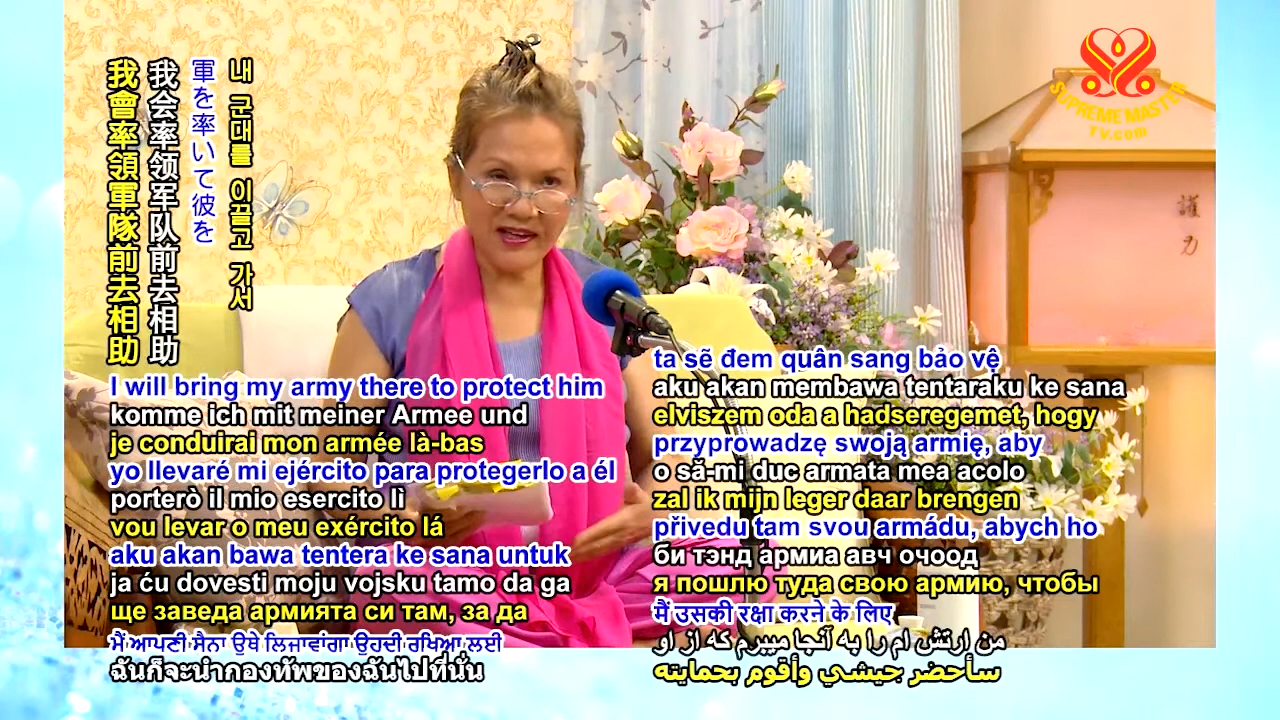 我會率領軍隊前去相助
我会率领军队前去相助
軍を率いて彼を
내 군대를 이끌고 가서
SUPREME MASTER
TV.com
護力
I will bring my army there to protect him
komme ich mit meiner Armee und
je conduirai mon armée là-bas
yo llevaré mi ejército para protegerlo a él
porterò il mio esercito lì
vou levar o meu exército lá
aku akan bawa tentera ke sana untuk
ja ću dovesti moju vojsku tamo da ga
ще заведа армията си там, за да
ਮੈਂ ਆਪਣੀ ਸੈਨਾ ਉਥੇ ਲਿਜਾਵਾਂਗਾ ਉਹਦੀ ਰਖਿਆ ਲਈ
ฉันก็จะนำกองทัพของฉันไปที่นั่น
ta sẽ đem quân sang bảo vệ
aku akan membawa tentaraku ke sana
elviszem oda a hadseregemet, hogy
przyprowadzę swoją armię, aby
o să-mi duc armata mea acolo
zal ik mijn leger daar brengen
přivedu tam svou armádu, abych ho
би тэнд армиа авч очоод
я пошлю туда свою армию, чтобы
मैं उसकी रक्षा करने के लिए
من ارتش ام را به آنجا میبرم که از او
سأحضر جيشي وأقوم بحمايته